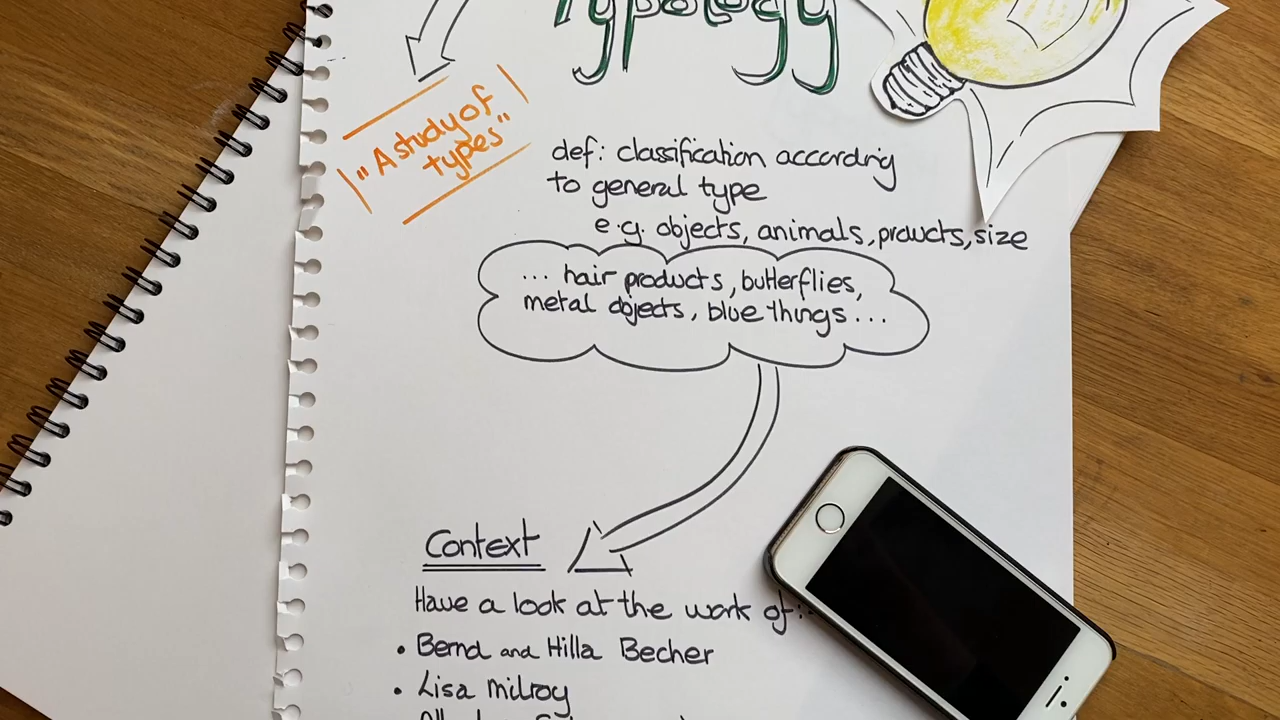 Typology
"A study of
types"
def: classification according
to general type
e.g. objects, animals, products, size
... hair products, butterflies,
metal objects, blue things...
Context
Have a look at the work of:-
• Bernd and Hilla Becher
• Lisa Milroy